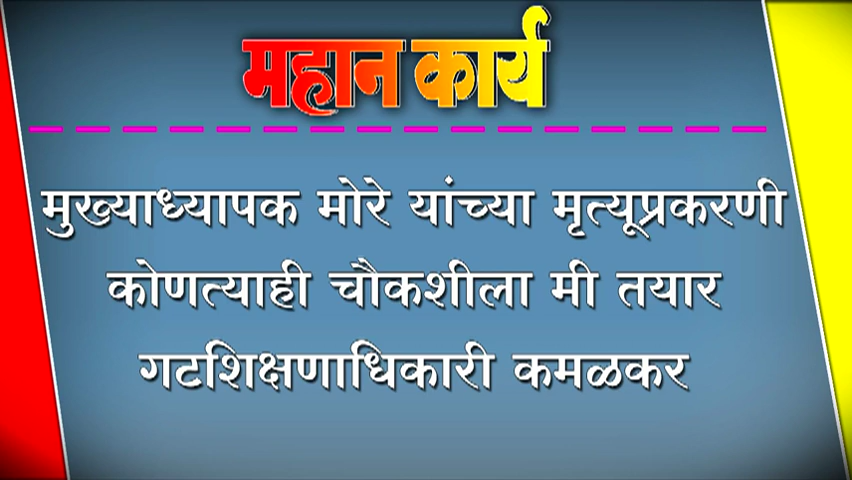 महान कार्य
मुख्याध्यापक मोरे यांच्या मृत्यूप्रकरणी
कोणत्याही चौकशीला मी तयार
गटशिक्षणाधिकारी कमळकर